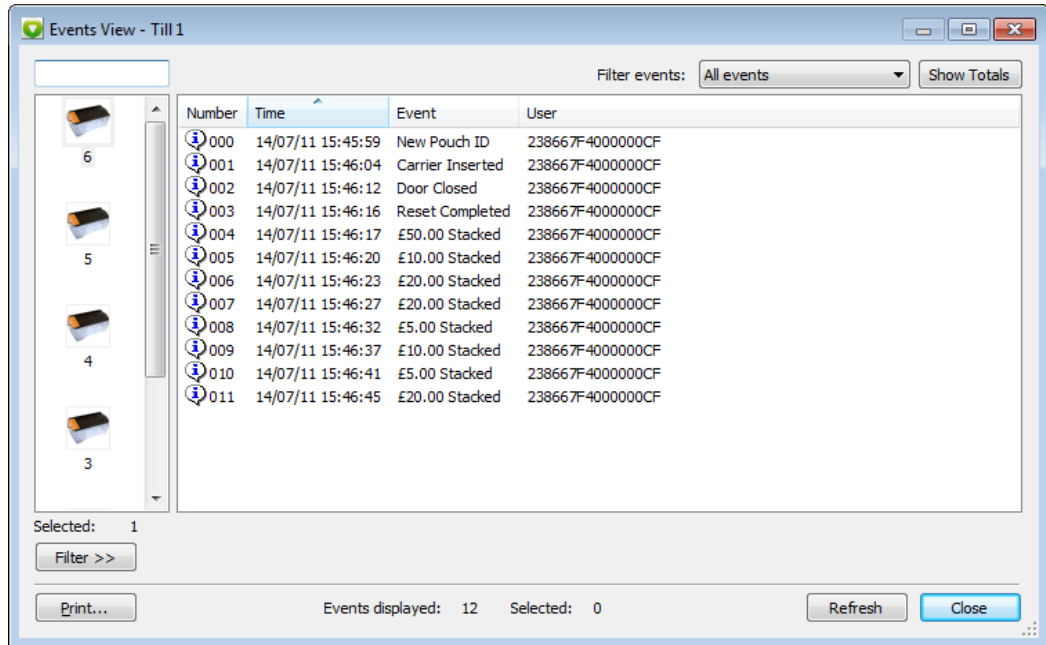 Events View - Till 1
Filter events: All events Show Totals
Number Time Event User
000 14/07/11 15:45:59 New Pouch ID 238667F4000000CF
001 14/07/11 15:46:04 Carrier Inserted 238667F4000000CF
002 14/07/11 15:46:12 Door Closed 238667F4000000CF
003 14/07/11 15:46:16 Reset Completed 238667F4000000CF
004 14/07/11 15:46:17 £50.00 Stacked 238667F4000000CF
005 14/07/11 15:46:20 £10.00 Stacked 238667F4000000CF
006 14/07/11 15:46:23 £20.00 Stacked 238667F4000000CF
007 14/07/11 15:46:27 £20.00 Stacked 238667F4000000CF
008 14/07/11 15:46:32 £5.00 Stacked 238667F4000000CF
009 14/07/11 15:46:37 £10.00 Stacked 238667F4000000CF
010 14/07/11 15:46:41 £5.00 Stacked 238667F4000000CF
011 14/07/11 15:46:45 £20.00 Stacked 238667F4000000CF
6
5
4
3
Selected: 1
Filter >>
Print... Events displayed: 12 Selected: 0 Refresh Close